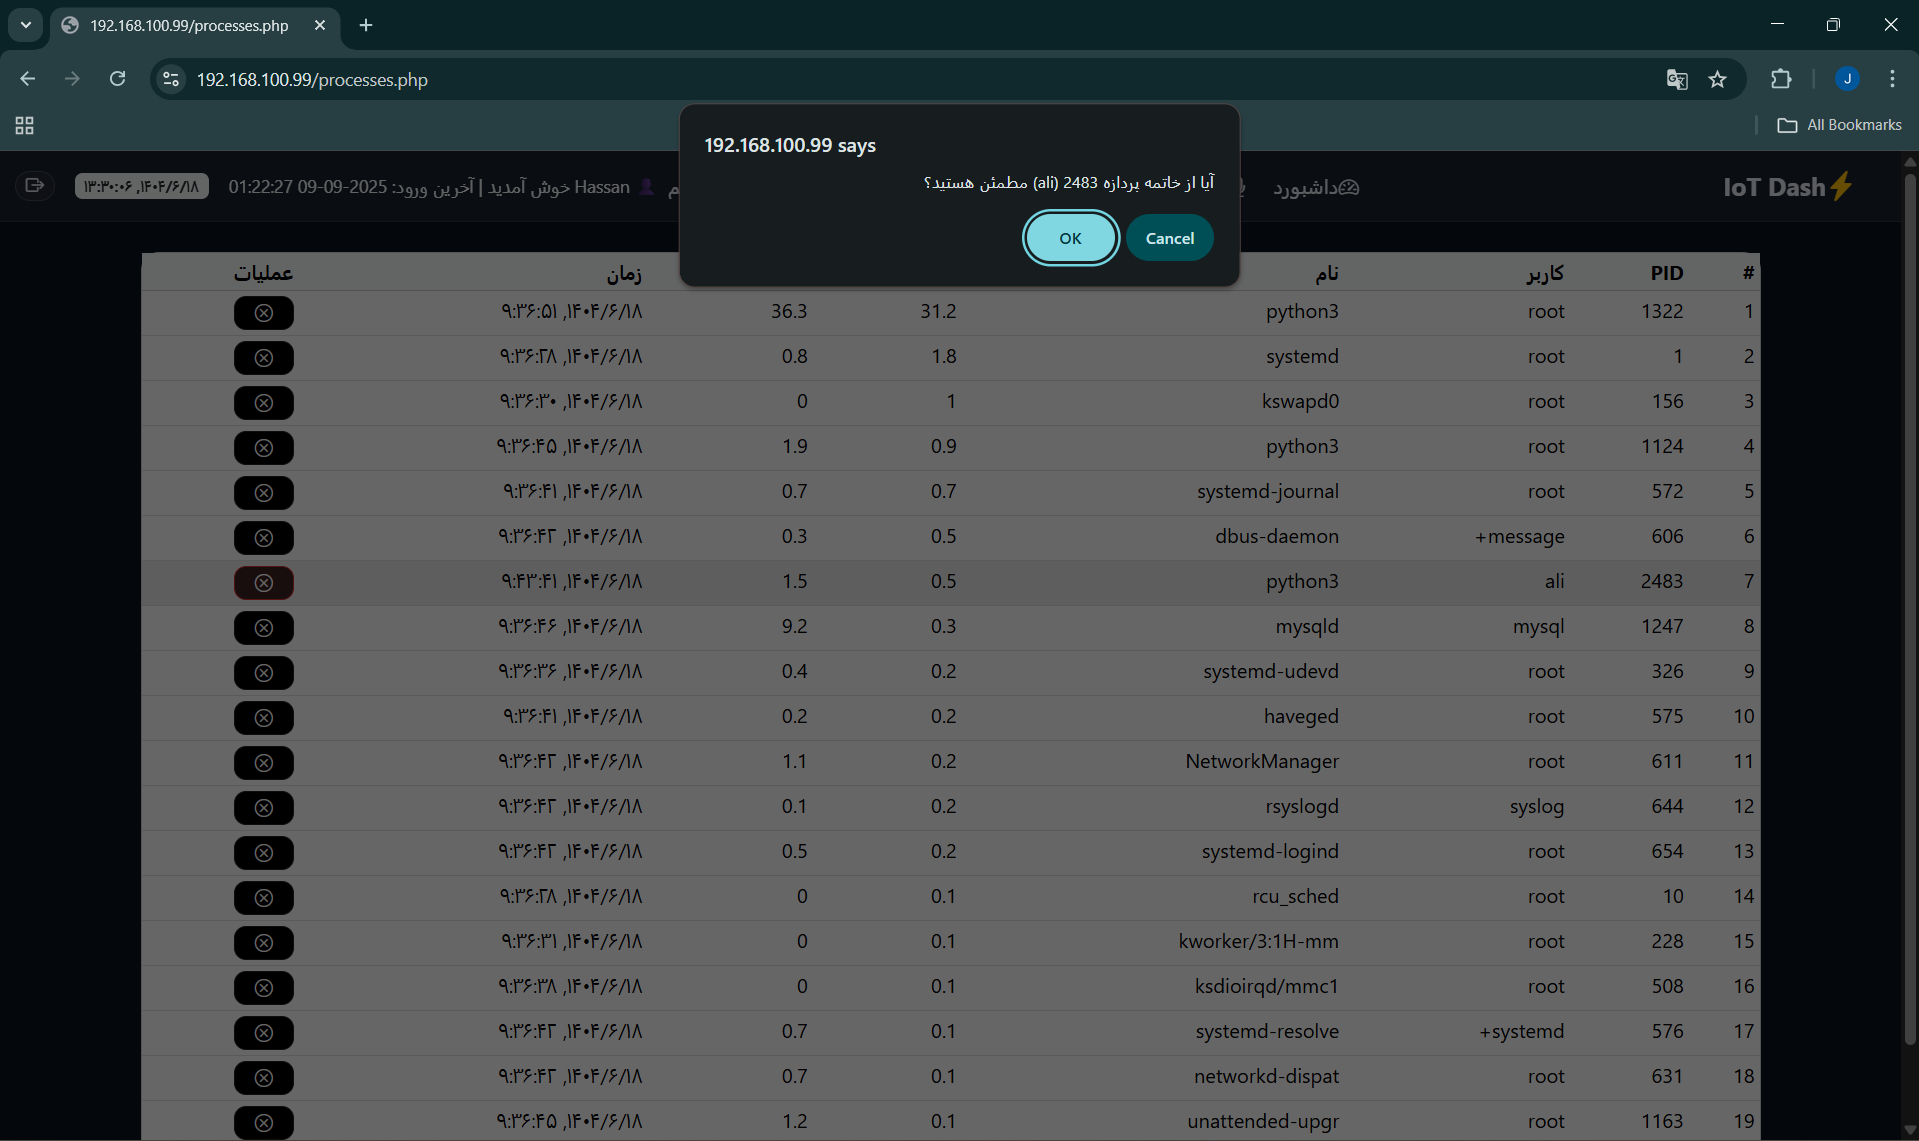 192.168.100.99/processes.php
192.168.100.99/processes.php
All Bookmarks
192.168.100.99 says
آیا از خاتمه پردازه 2483 (ali) مطمئن هستید؟
OK
Cancel
IoT Dash
داشبورد
Hassan خوش آمدید | آخرین ورود: 2025-09-09 01:22:27
۱۴۰۴/۶/۱۸, ۱۳:۳۰:۰۶
# PID کاربر نام زمان عملیات
1 1322 root python3 31.2 36.3 ۱۴۰۴/۶/۱۸, ۹:۳۶:۵۱
2 1 root systemd 1.8 0.8 ۱۴۰۴/۶/۱۸, ۹:۳۶:۲۸
3 156 root kswapd0 1 0 ۱۴۰۴/۶/۱۸, ۹:۳۶:۳۰
4 1124 root python3 0.9 1.9 ۱۴۰۴/۶/۱۸, ۹:۳۶:۴۵
5 572 root systemd-journal 0.7 0.7 ۱۴۰۴/۶/۱۸, ۹:۳۶:۴۱
6 606 message+ dbus-daemon 0.5 0.3 ۱۴۰۴/۶/۱۸, ۹:۳۶:۴۲
7 2483 ali python3 0.5 1.5 ۱۴۰۴/۶/۱۸, ۹:۴۳:۴۱
8 1247 mysql mysqld 0.3 9.2 ۱۴۰۴/۶/۱۸, ۹:۳۶:۴۶
9 326 root systemd-udevd 0.2 0.4 ۱۴۰۴/۶/۱۸, ۹:۳۶:۳۶
10 575 root haveged 0.2 0.2 ۱۴۰۴/۶/۱۸, ۹:۳۶:۴۱
11 611 root NetworkManager 0.2 1.1 ۱۴۰۴/۶/۱۸, ۹:۳۶:۴۲
12 644 syslog rsyslogd 0.2 0.1 ۱۴۰۴/۶/۱۸, ۹:۳۶:۴۲
13 654 root systemd-logind 0.2 0.5 ۱۴۰۴/۶/۱۸, ۹:۳۶:۴۲
14 10 root rcu_sched 0.1 0 ۱۴۰۴/۶/۱۸, ۹:۳۶:۲۸
15 228 root kworker/3:1H-mm 0.1 0 ۱۴۰۴/۶/۱۸, ۹:۳۶:۳۱
16 508 root ksdioirqd/mmc1 0.1 0 ۱۴۰۴/۶/۱۸, ۹:۳۶:۳۸
17 576 systemd+ systemd-resolve 0.1 0.7 ۱۴۰۴/۶/۱۸, ۹:۳۶:۴۲
18 631 root networkd-dispat 0.1 0.7 ۱۴۰۴/۶/۱۸, ۹:۳۶:۴۲
19 1163 root unattended-upgr 0.1 1.2 ۱۴۰۴/۶/۱۸, ۹:۳۶:۴۵